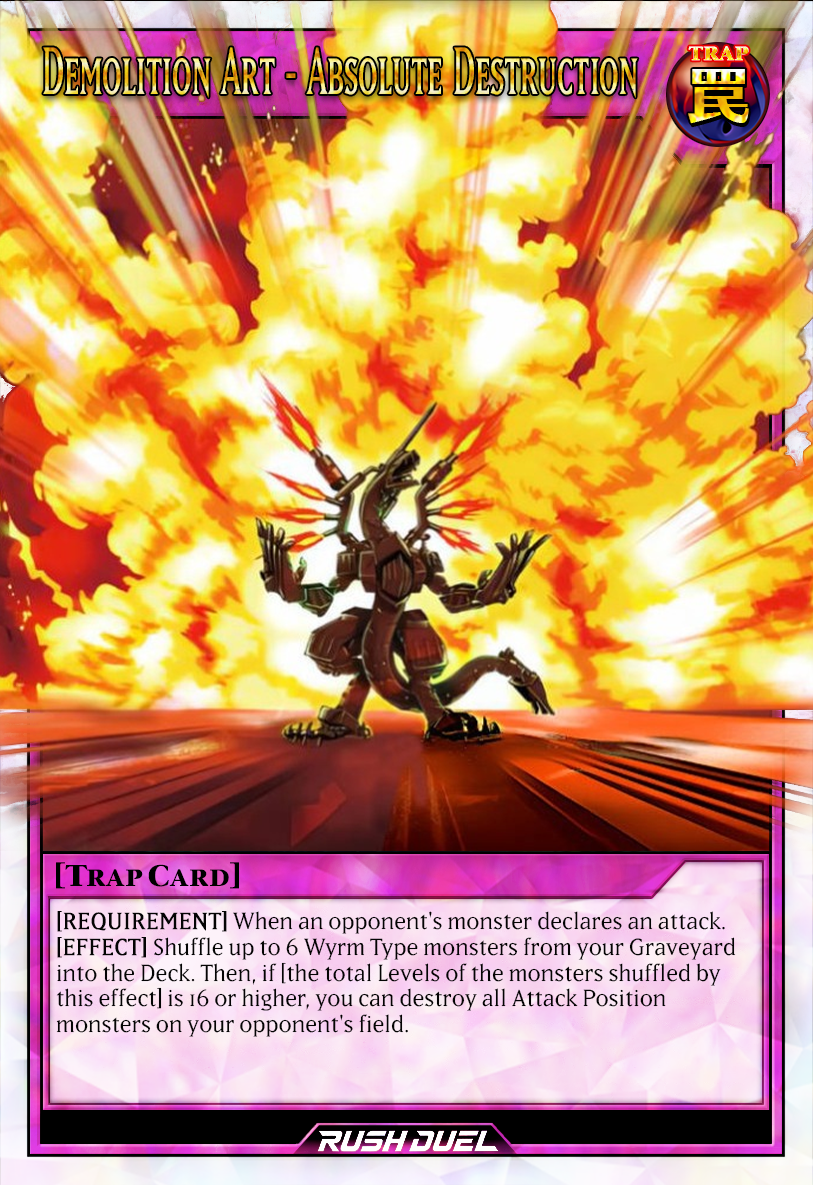 Demolition Art - Absolute Destruction
TRAP
罠
[Trap Card]
[REQUIREMENT] When an opponent's monster declares an attack.
[EFFECT] Shuffle up to 6 Wyrm Type monsters from your Graveyard
into the Deck. Then, if [the total Levels of the monsters shuffled by
this effect] is 16 or higher, you can destroy all Attack Position
monsters on your opponent's field.
RUSH DUEL